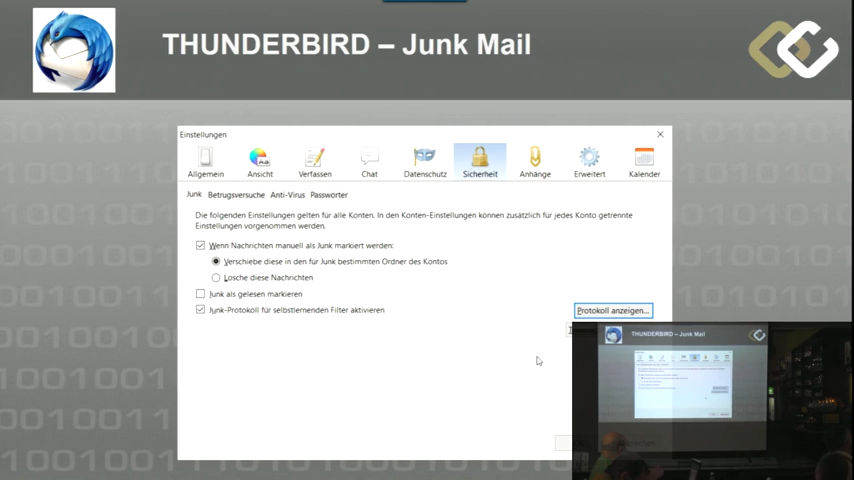 THUNDERBIRD – Junk Mail
Einstellungen
Allgemein Ansicht Verfassen Chat Datenschutz Sicherheit Anhänge Erweitert Kalender
Junk Betrugsversuche Anti-Virus Passwörter
Die folgenden Einstellungen gelten für alle Konten. In den Konten-Einstellungen können zusätzlich für jedes Konto getrennte
Einstellungen vorgenommen werden.
Wenn Nachrichten manuell als Junk markiert werden:
Verschiebe diese in den für Junk bestimmten Ordner des Kontos
Lösche diese Nachrichten
Junk als gelesen markieren
Junk-Protokoll für selbstlernenden Filter aktivieren
Protokoll anzeigen...
THUNDERBIRD – Junk Mail